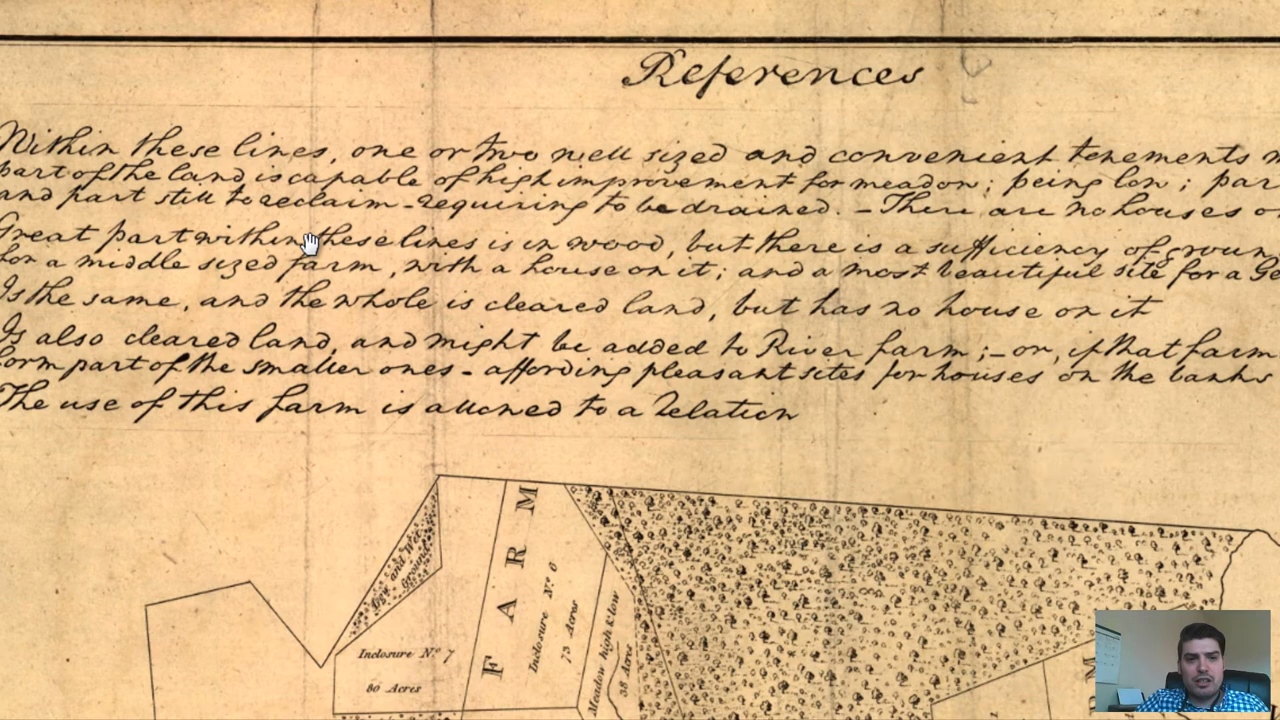 References
Within these lines, one or two well sized and convenient tenements
part of the land is capable of high improvement for meadow; being low; par
and part still to reclaim - requiring to be drained. - There are no houses o
Great part within these lines is in wood, but there is a sufficiency of groun
for a middle sized farm, with a house on it; and a most beautiful site for a Ge
Is the same, and the whole is cleared land, but has no house on it
Is also cleared land, and might be added to River farm; - or, if that farm
form part of the smaller ones - affording pleasant sites for houses on the banks
The use of this farm is allowed to a relation
FARM
Inclosure No. 6
73 Acres
Meadow high & low
38 Acres
Inclosure No. 7
80 Acres